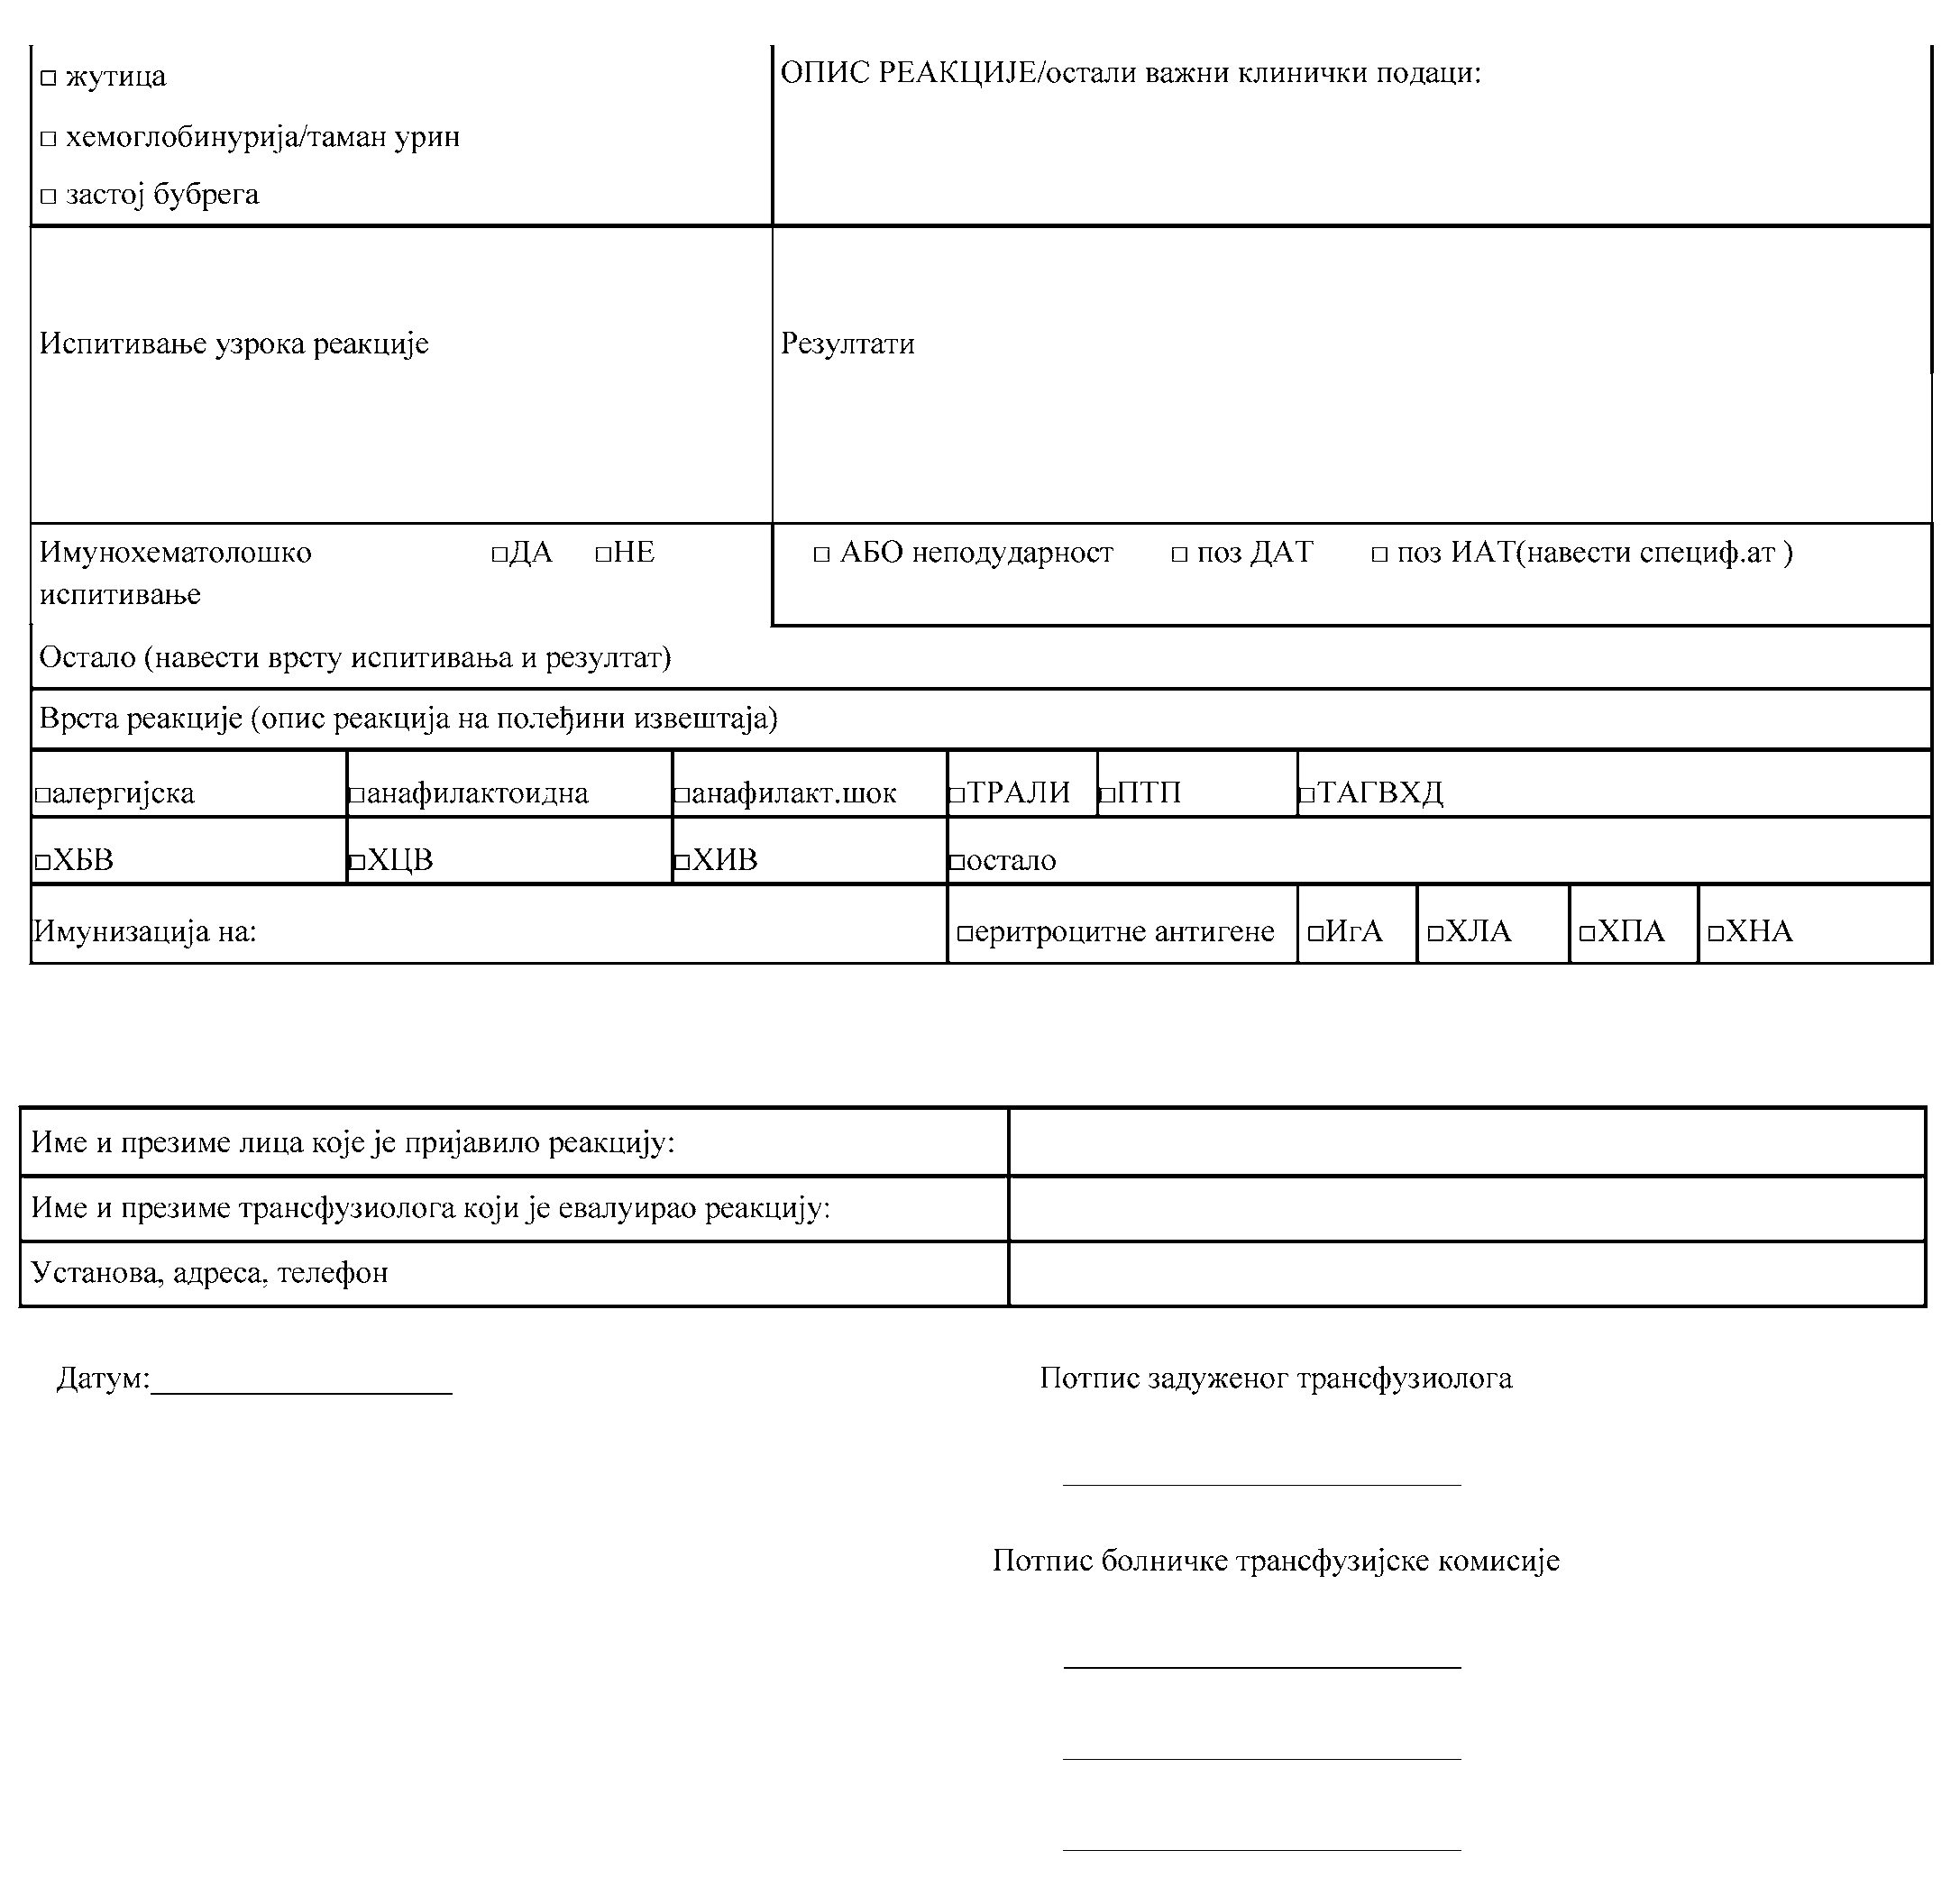 □ жутица
□ хемоглобинурија/таман урин
□ застој бубрега
ОПИС РЕАКЦИЈЕ/остали важни клинички подаци:
Испитивање узрока реакције
Резултати
Имунохематолошко □ДА □НЕ
испитивање
□ АБО неподударност □ поз ДАТ □ поз ИАТ(навести специф.ат )
Остало (навести врсту испитивања и резултат)
Врста реакције (опис реакција на полеђини извештаја)
□алергијска □анафилактоидна □анафилакт.шок □ТРАЛИ □ПТП □ТАГВХД
□ХБВ □ХЦВ □ХИВ □остало
Имунизација на: □еритроцитне антигене □ИгА □ХЛА □ХПА □ХНА
Име и презиме лица које је пријавило реакцију:
Име и презиме трансфузиолога који је евалуирао реакцију:
Установа, адреса, телефон
Датум:___________________ Потпис задуженог трансфузиолога
Потпис болничке трансфузијске комисије